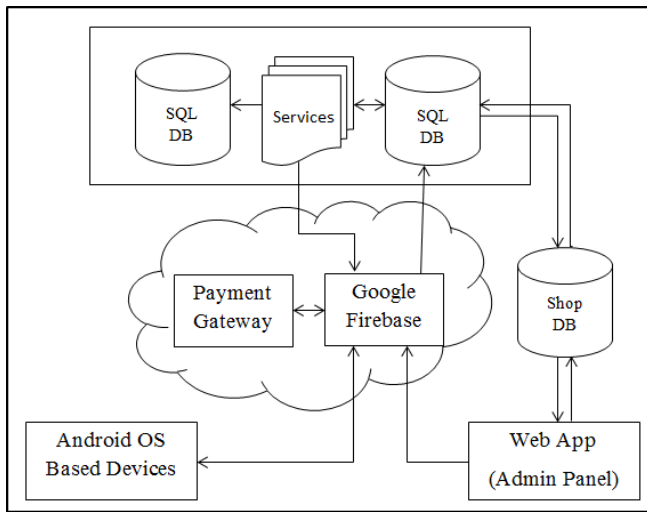 SQL
DB
Services
SQL
DB
Payment
Gateway
Google
Firebase
Shop
DB
Android OS
Based Devices
Web App
(Admin Panel)